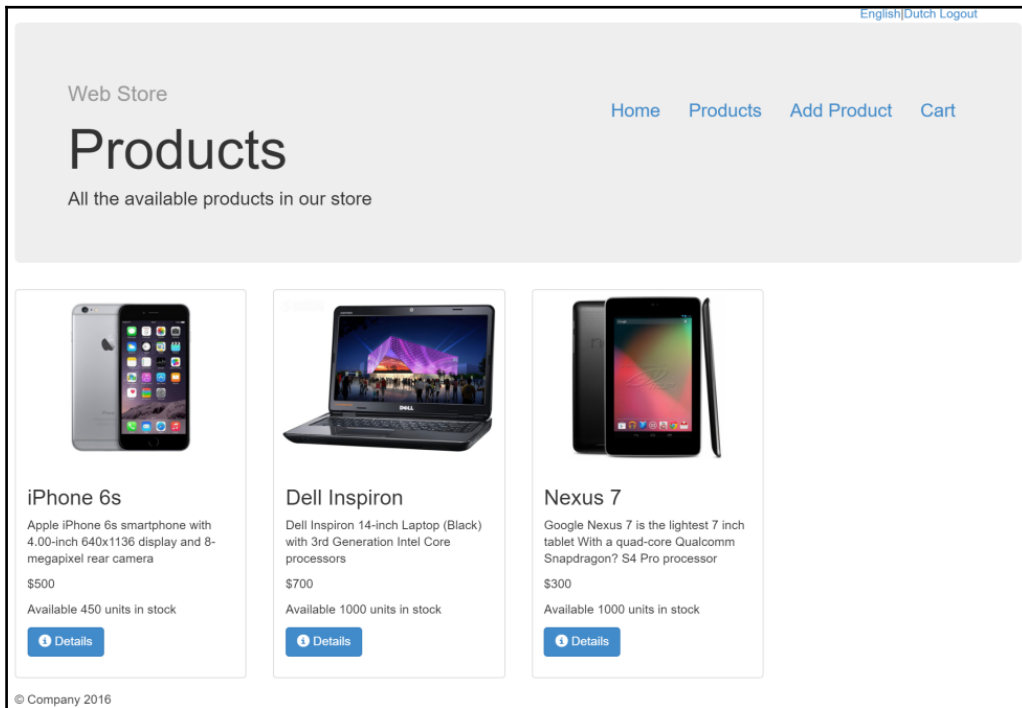 English|Dutch Logout
Web Store
Home Products Add Product Cart
Products
All the available products in our store
iPhone 6s
Apple iPhone 6s smartphone with
4.00-inch 640x1136 display and 8-
megapixel rear camera
$500
Available 450 units in stock
Details
DELL
Dell Inspiron
Dell Inspiron 14-inch Laptop (Black)
with 3rd Generation Intel Core
processors
$700
Available 1000 units in stock
Details
Nexus 7
Google Nexus 7 is the lightest 7 inch
tablet With a quad-core Qualcomm
Snapdragon? S4 Pro processor
$300
Available 1000 units in stock
Details
© Company 2016